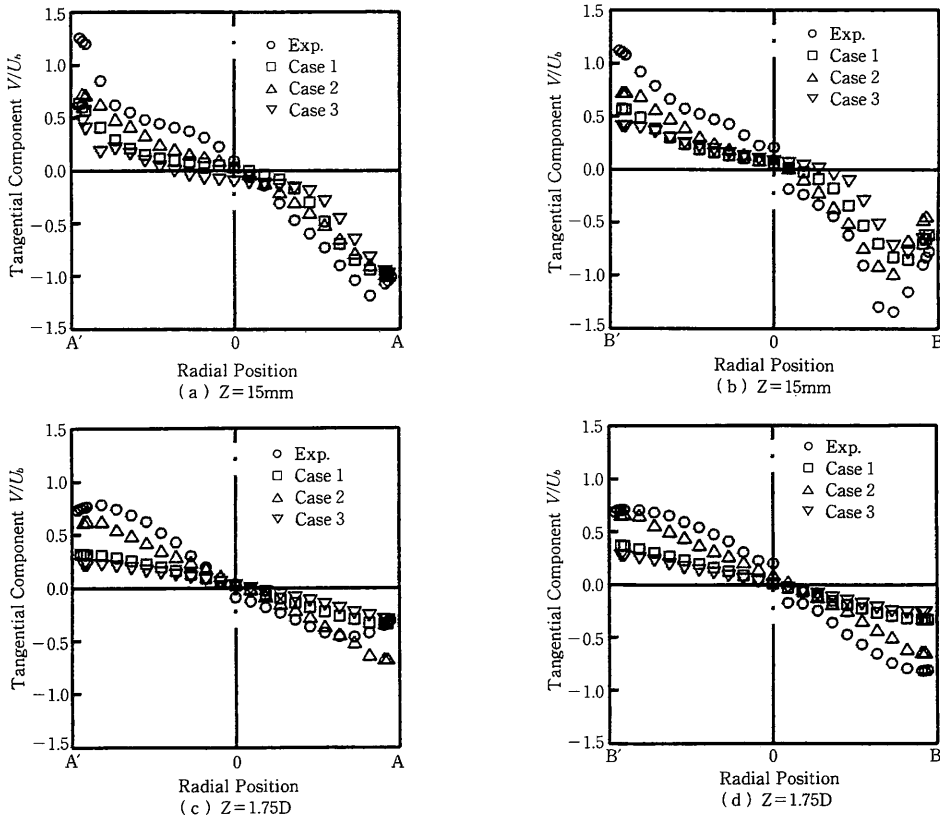 Tangential Component V/U_b
1.5
1.0
0.5
0.0
−0.5
−1.0
−1.5
Exp.
Case 1
Case 2
Case 3
A′
0
A
Radial Position
(a) Z=15mm
Tangential Component V/U_b
1.5
1.0
0.5
0.0
−0.5
−1.0
−1.5
Exp.
Case 1
Case 2
Case 3
B′
0
B
Radial Position
(b) Z=15mm
Tangential Component V/U_b
1.5
1.0
0.5
0.0
−0.5
−1.0
−1.5
Exp.
Case 1
Case 2
Case 3
A′
0
A
Radial Position
(c) Z=1.75D
Tangential Component V/U_b
1.5
1.0
0.5
0.0
−0.5
−1.0
−1.5
Exp.
Case 1
Case 2
Case 3
B′
0
B
Radial Position
(d) Z=1.75D